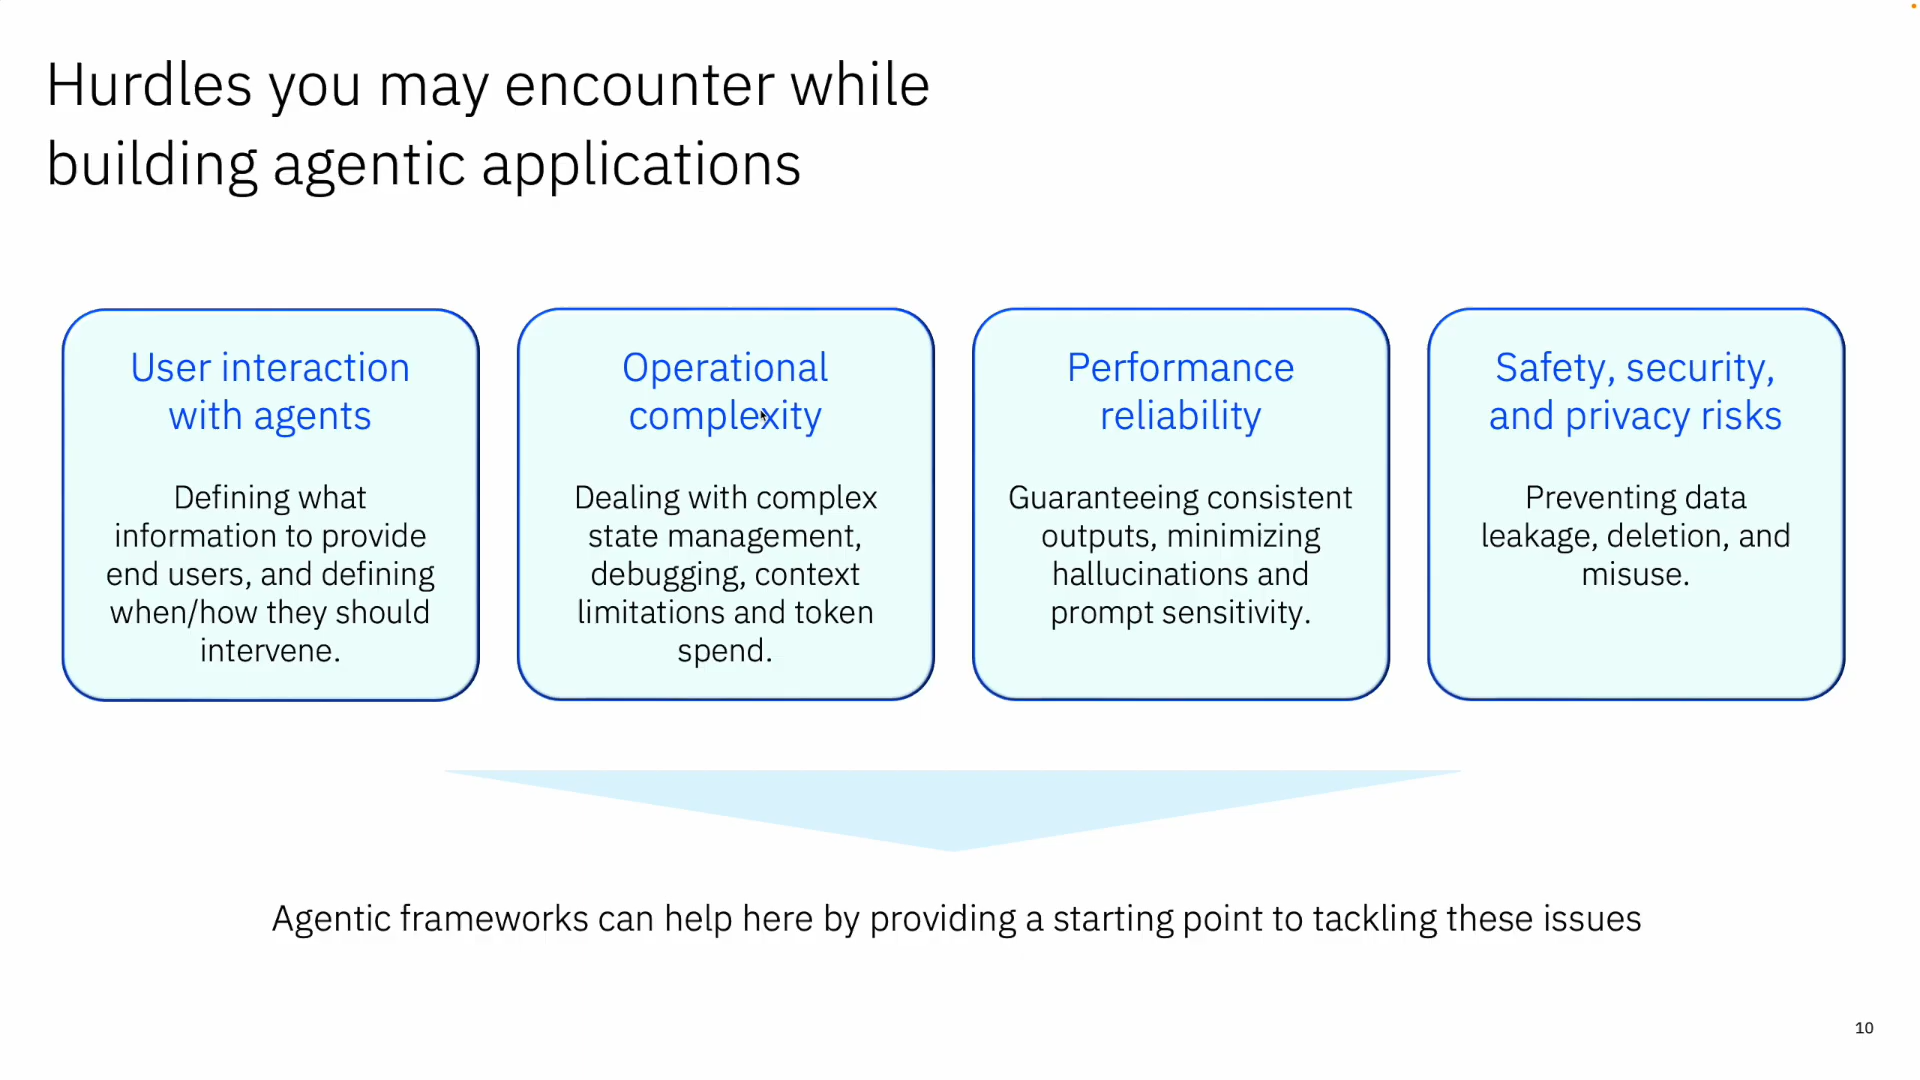 Hurdles you may encounter while
building agentic applications
User interaction
with agents
Defining what
information to provide
end users, and defining
when/how they should
intervene.
Operational
complexity
Dealing with complex
state management,
debugging, context
limitations and token
spend.
Performance
reliability
Guaranteeing consistent
outputs, minimizing
hallucinations and
prompt sensitivity.
Safety, security,
and privacy risks
Preventing data
leakage, deletion, and
misuse.
Agentic frameworks can help here by providing a starting point to tackling these issues
10